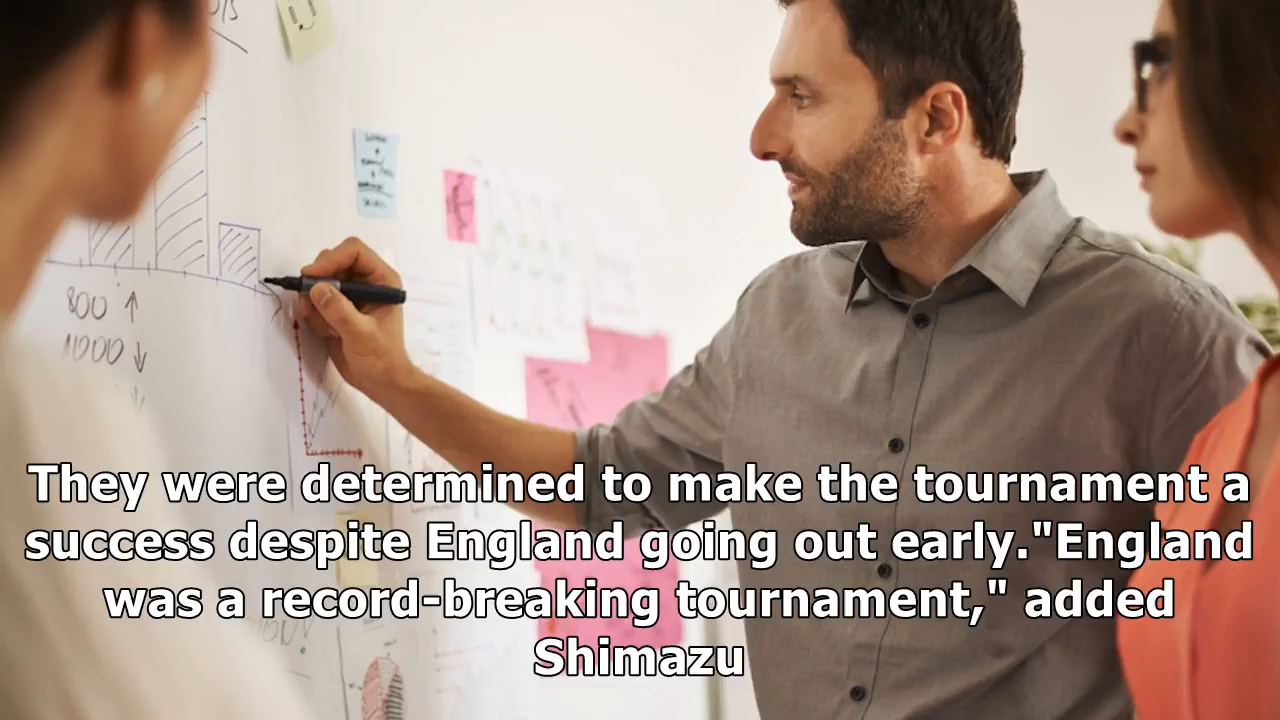 800 ↑
1000 ↓
They were determined to make the tournament a
success despite England going out early."England
was a record-breaking tournament," added
Shimazu